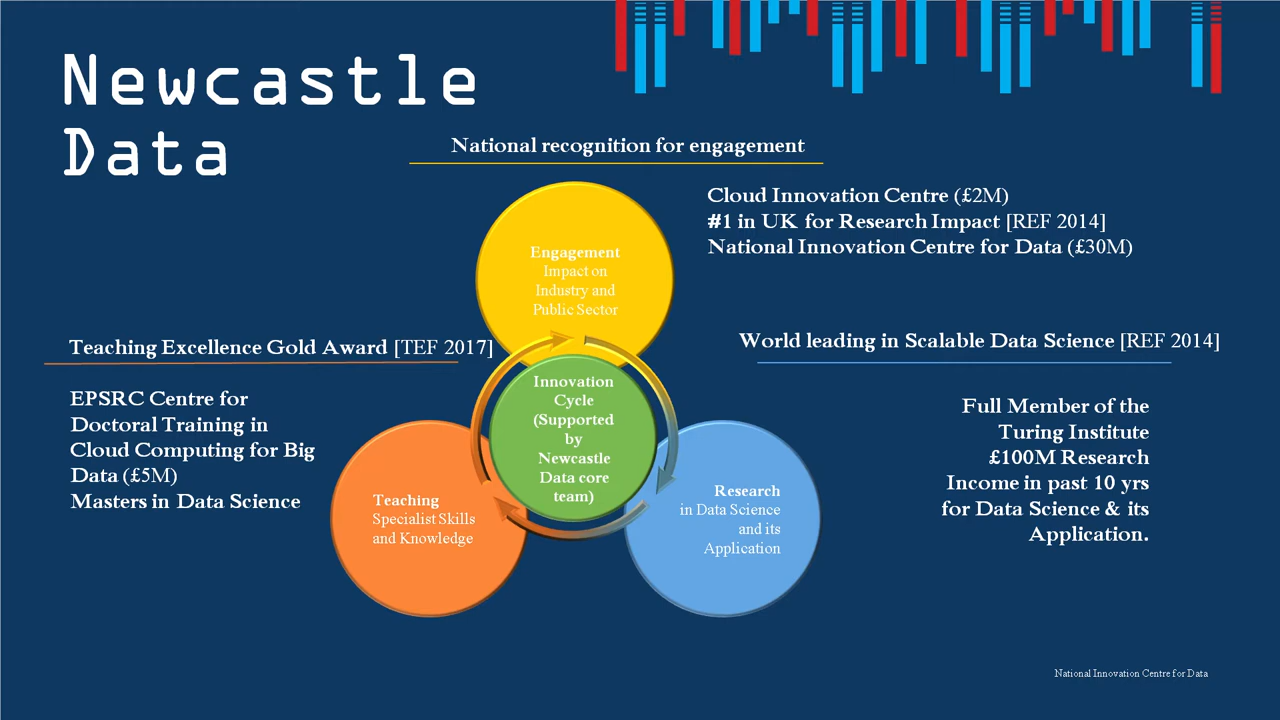 Newcastle
Data
National recognition for engagement
Cloud Innovation Centre (£2M)
#1 in UK for Research Impact [REF 2014]
National Innovation Centre for Data (£30M)
Engagement
Impact on
Industry and
Public Sector
Teaching Excellence Gold Award [TEF 2017]
World leading in Scalable Data Science [REF 2014]
EPSRC Centre for
Doctoral Training in
Cloud Computing for Big
Data (£5M)
Masters in Data Science
Innovation
Cycle
(Supported
by
Newcastle
Data core
team)
Full Member of the
Turing Institute
£100M Research
Income in past 10 yrs
for Data Science & its
Application.
Teaching
Specialist Skills
and Knowledge
Research
in Data Science
and its
Application
National Innovation Centre for Data